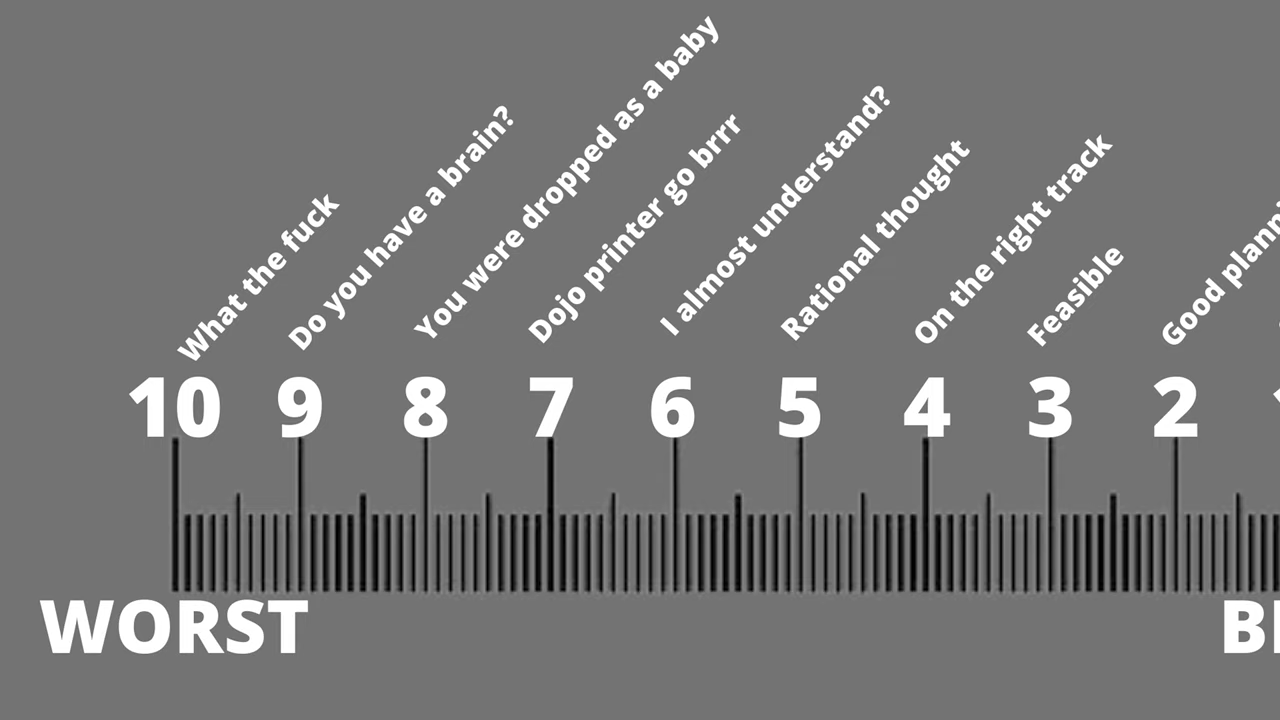 What the fuck
Do you have a brain?
You were dropped as a baby
Dojo printer go brrr
I almost understand?
Rational thought
On the right track
Feasible
Good
10 9 8 7 6 5 4 3 2
WORST